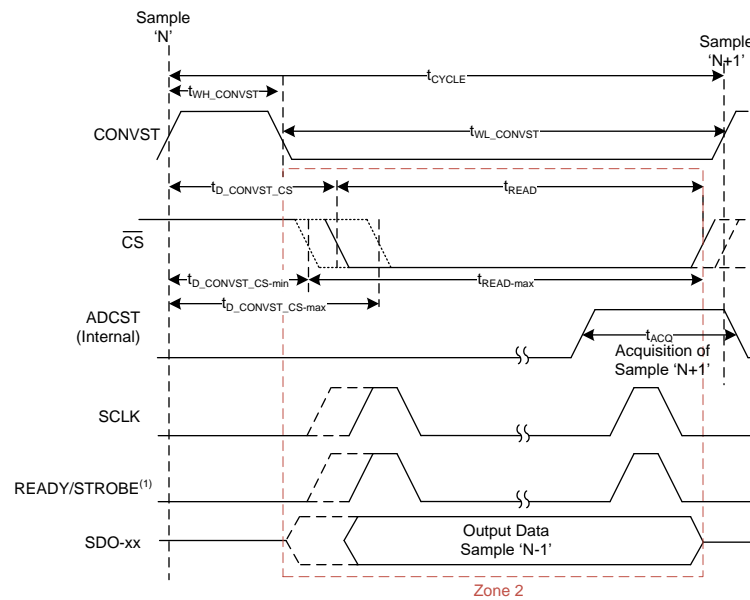 Sample
'N'
Sample
'N+1'
tCYCLE
tWH_CONVST
CONVST
tWL_CONVST
tD_CONVST_CS
tREAD
CS
tD_CONVST_CS-min
tREAD-max
tD_CONVST_CS-max
ADCST
(Internal)
tACQ
Acquisition of
Sample 'N+1'
SCLK
READY/STROBE(1)
SDO-xx
Output Data
Sample 'N-1'
Zone 2